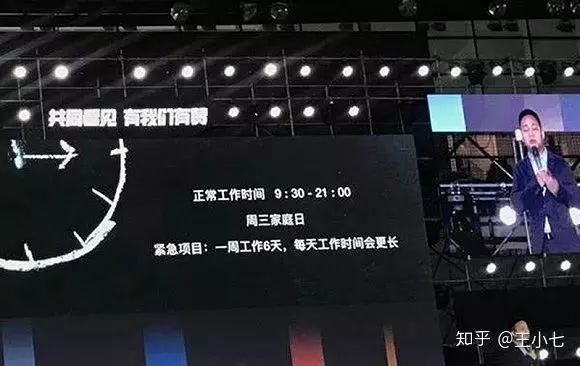 共同看见 有我们有赞
正常工作时间 9:30-21:00
周三家庭日
紧急项目：一周工作6天，每天工作时间会更长
知乎 @王小七